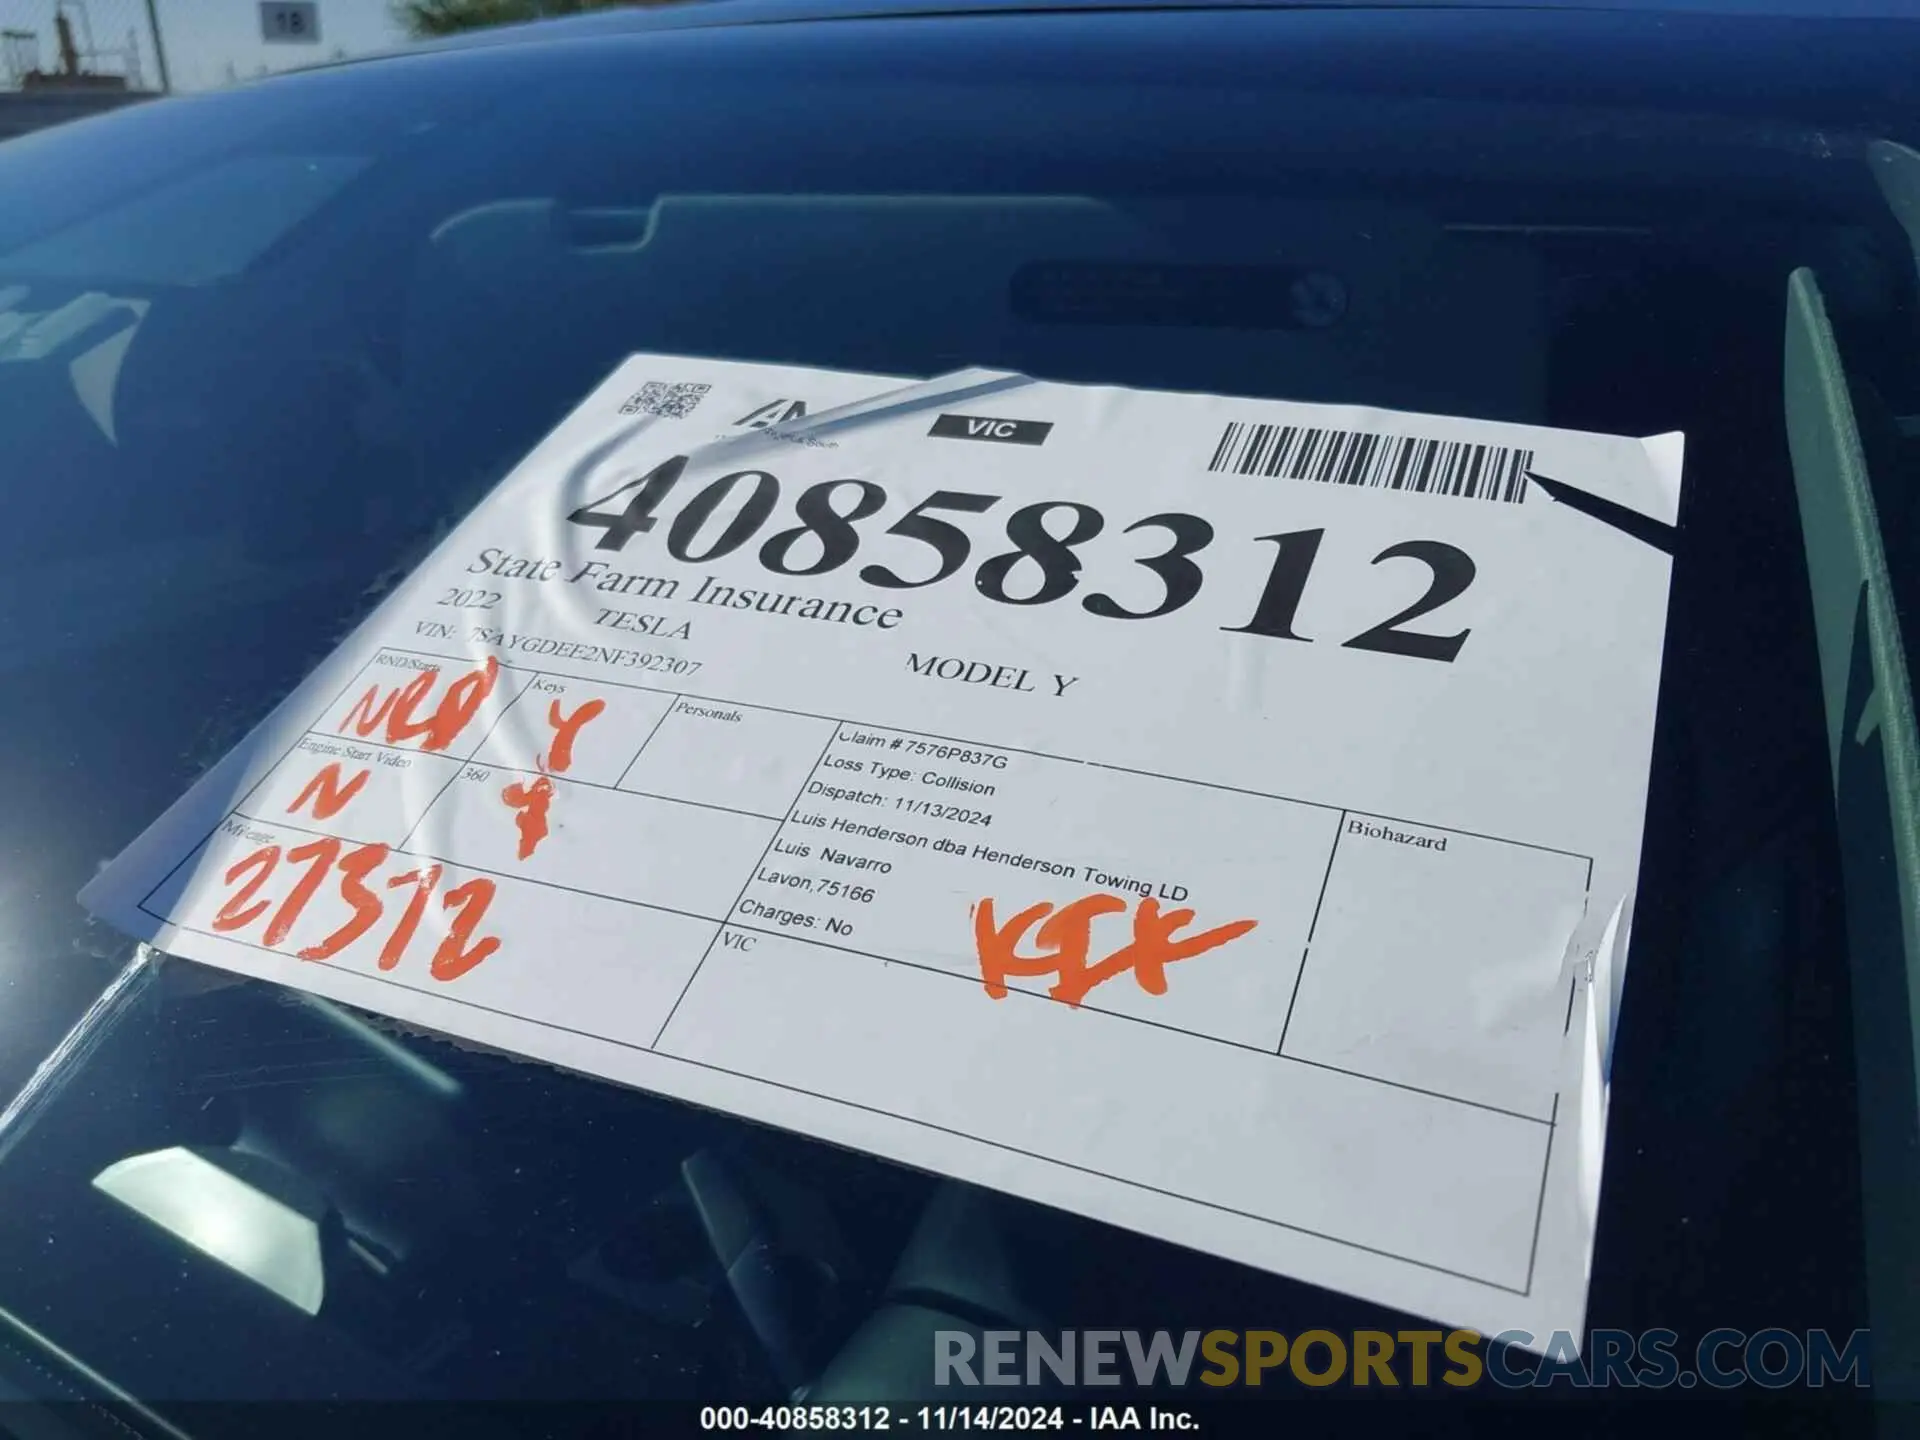 18
VIC
40858312
State Farm Insurance
2022 TESLA MODEL Y
VIN: 7SAYGDEE2NF392307
RND/Starts
Keys
Y
Personals
Engine Start Video
N
360
Y
Mileage
27372
Claim # 7576P837G
Loss Type: Collision
Dispatch: 11/13/2024
Luis Henderson dba Henderson Towing LD
Luis Navarro
Lavon,75166
Charges: No
Biohazard
VIC
RENEWSPORTSCARS.COM
000-40858312 - 11/14/2024 - IAA Inc.